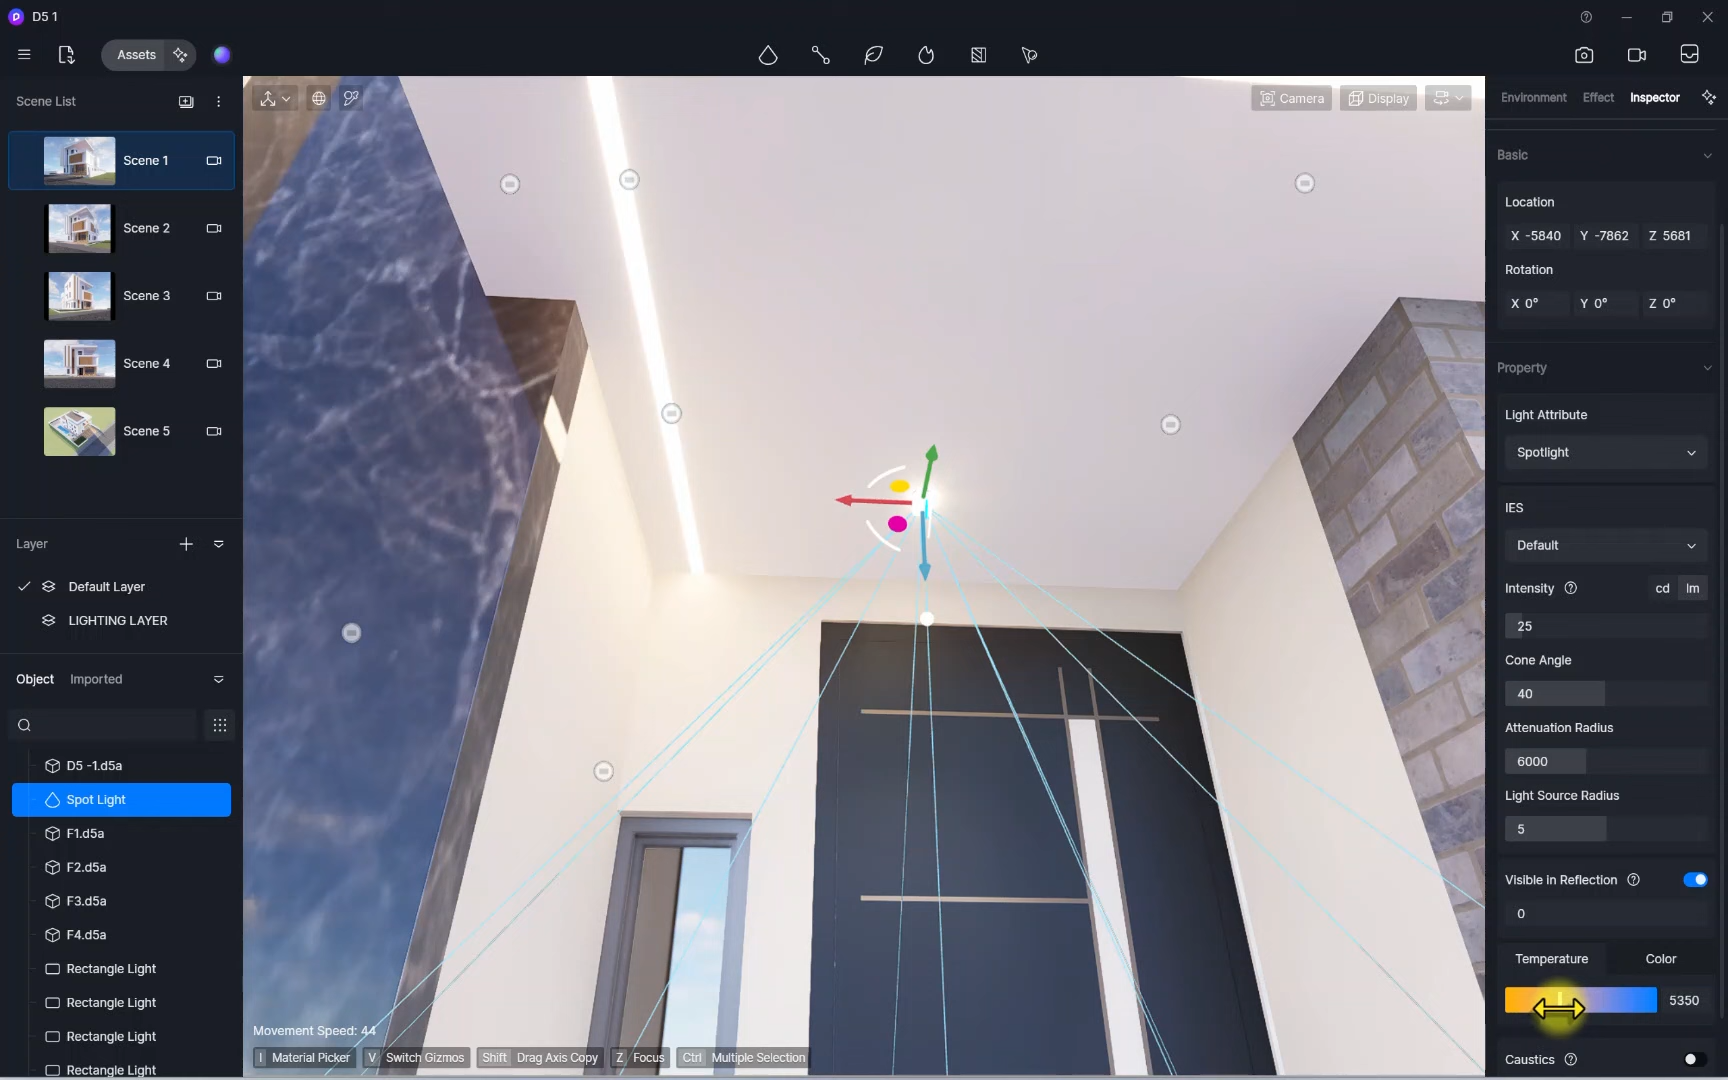 D5 1
Assets
Scene List
Scene 1
Scene 2
Scene 3
Scene 4
Scene 5
Layer
Default Layer
LIGHTING LAYER
Object Imported
D5 -1.d5a
Spot Light
F1.d5a
F2.d5a
F3.d5a
F4.d5a
Rectangle Light
Rectangle Light
Rectangle Light
Rectangle Light
Camera Display
Movement Speed: 44
I Material Picker V Switch Gizmos Shift Drag Axis Copy Z Focus Ctrl Multiple Selection
Environment Effect Inspector
Basic
Location
X -5840 Y -7862 Z 5681
Rotation
X 0° Y 0° Z 0°
Property
Light Attribute
Spotlight
IES
Default
Intensity cd lm
25
Cone Angle
40
Attenuation Radius
6000
Light Source Radius
5
Visible in Reflection
0
Temperature Color
5350
Caustics